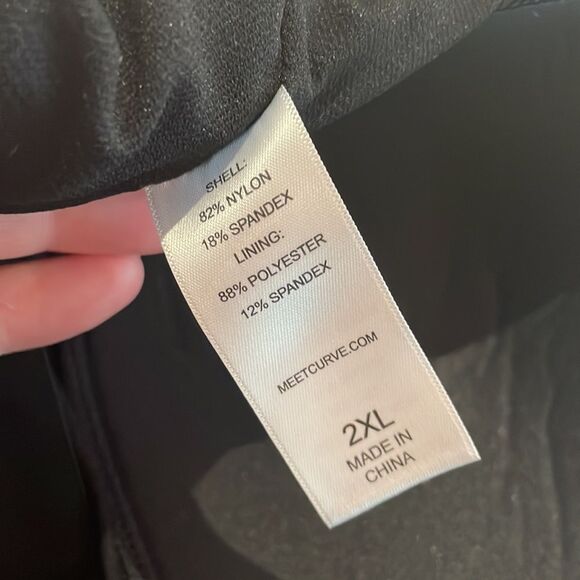 SHELL:
82% NYLON
18% SPANDEX
LINING:
88% POLYESTER
12% SPANDEX
MEETCURVE.COM
2XL
MADE IN
CHINA